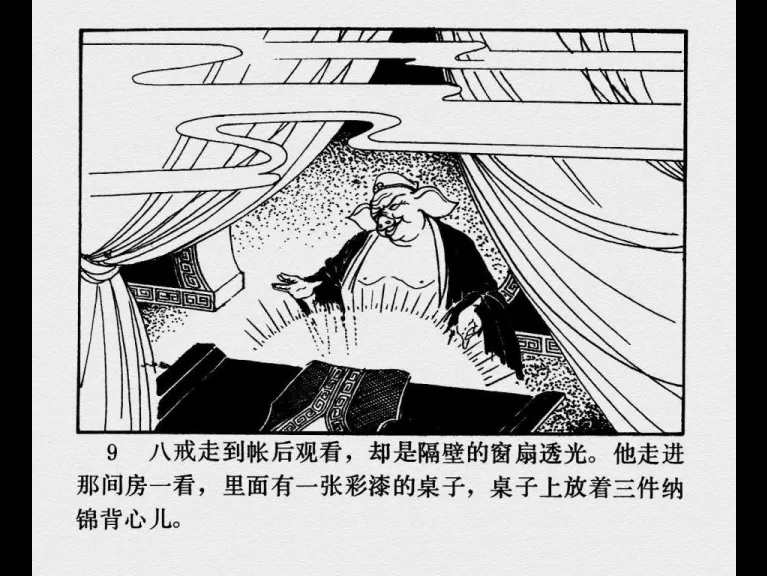 9 八戒走到帐后观看，却是隔壁的窗扇透光。他走进
那间房一看，里面有一张彩漆的桌子，桌子上放着三件纳
锦背心儿。